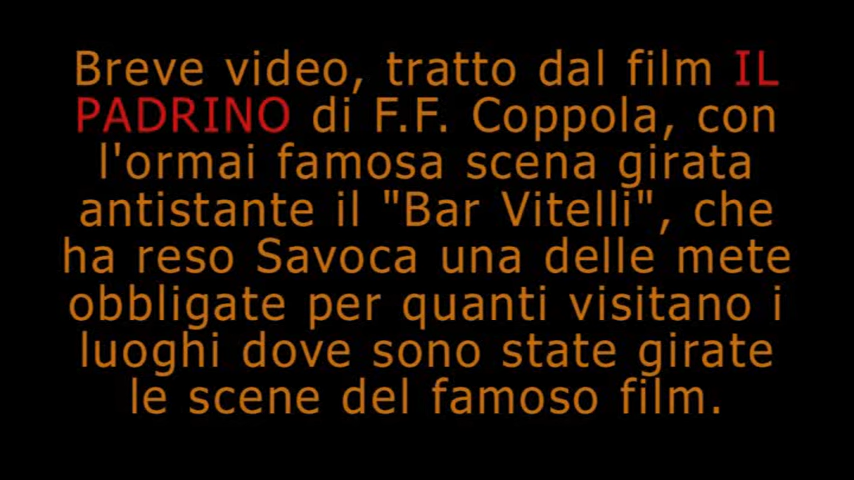 Breve video, tratto dal film IL
PADRINO di F.F. Coppola, con
l'ormai famosa scena girata
antistante il "Bar Vitelli", che
ha reso Savoca una delle mete
obbligate per quanti visitano i
luoghi dove sono state girate
le scene del famoso film.